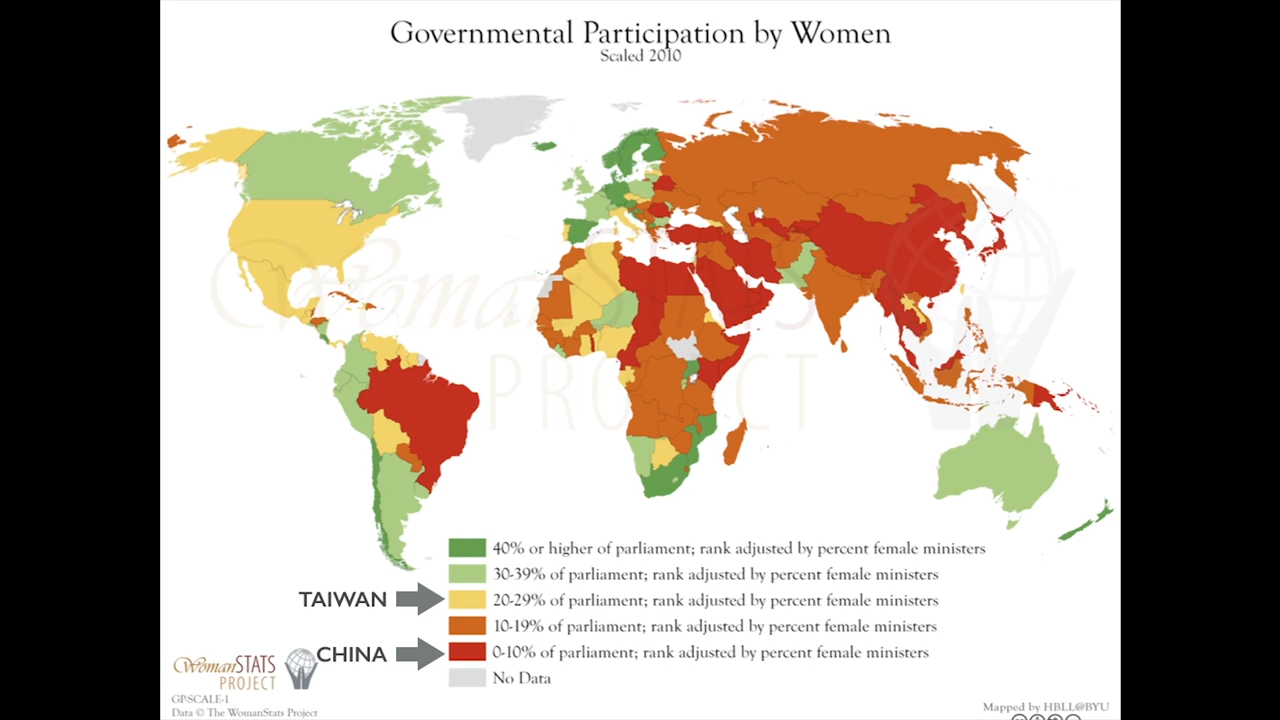 Governmental Participation by Women
Scaled 2010
WomanStats
PROJECT
40% or higher of parliament; rank adjusted by percent female ministers
30-39% of parliament; rank adjusted by percent female ministers
TAIWAN
20-29% of parliament; rank adjusted by percent female ministers
10-19% of parliament; rank adjusted by percent female ministers
CHINA
0-10% of parliament; rank adjusted by percent female ministers
No Data
WomanSTATS
PROJECT
GP-SCALE-1
Data © The WomanStats Project
Mapped by HBLL@BYU